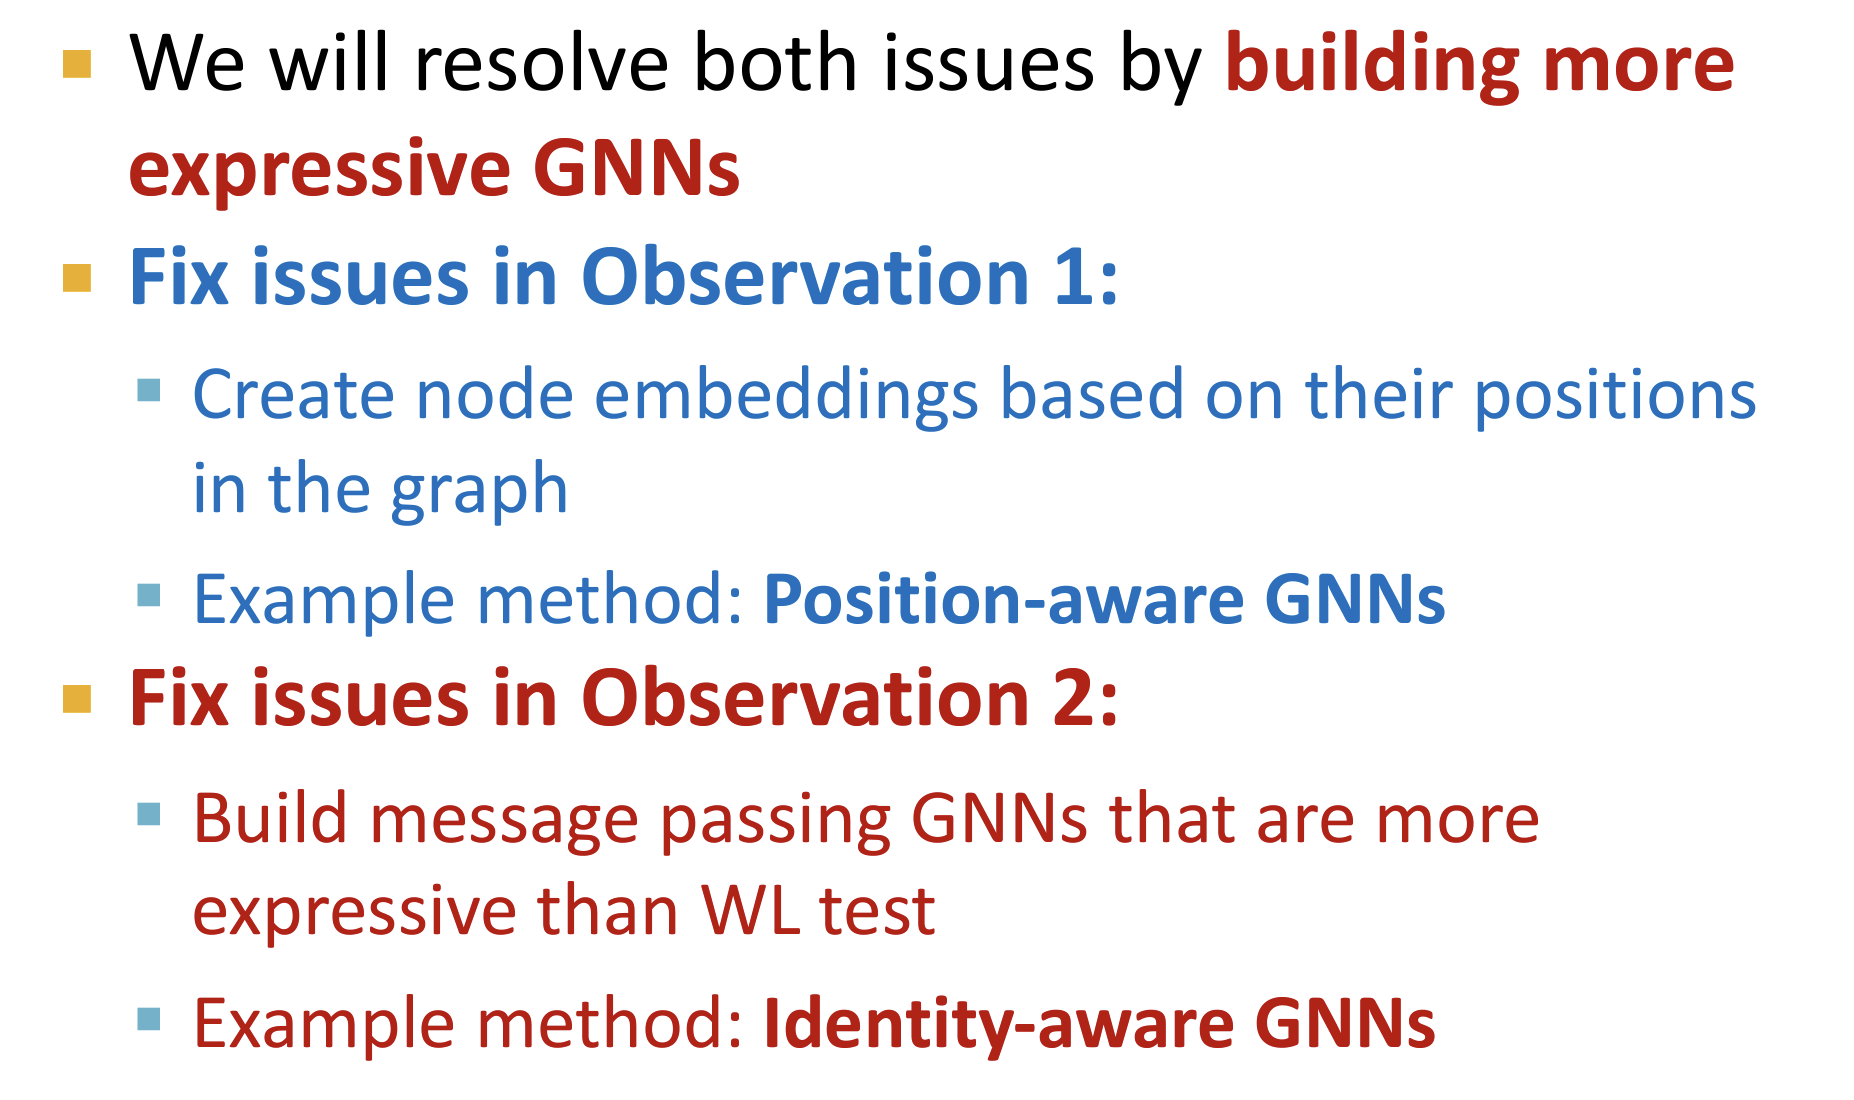 We will resolve both issues by building more
expressive GNNs
Fix issues in Observation 1:
Create node embeddings based on their positions
in the graph
Example method: Position-aware GNNs
Fix issues in Observation 2:
Build message passing GNNs that are more
expressive than WL test
Example method: Identity-aware GNNs